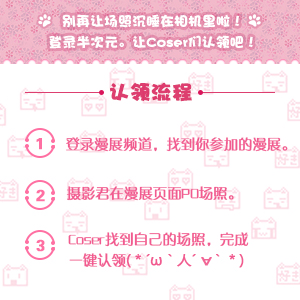 别再让场照沉睡在相机里啦！
登录半次元。让Coser们认领吧！
认领流程
1 登录漫展频道，找到你参加的漫展。
2 摄影君在漫展页面PO场照。
3 Coser找到自己的场照，完成
一键认领(*´ω｀人´∀｀*)